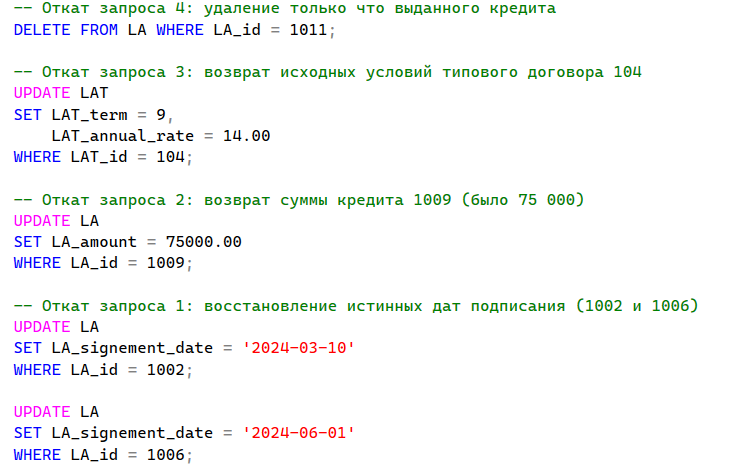 -- Откат запроса 4: удаление только что выданного кредита
DELETE FROM LA WHERE LA_id = 1011;

-- Откат запроса 3: возврат исходных условий типового договора 104
UPDATE LAT
SET LAT_term = 9,
    LAT_annual_rate = 14.00
WHERE LAT_id = 104;

-- Откат запроса 2: возврат суммы кредита 1009 (было 75 000)
UPDATE LA
SET LA_amount = 75000.00
WHERE LA_id = 1009;

-- Откат запроса 1: восстановление истинных дат подписания (1002 и 1006)
UPDATE LA
SET LA_signement_date = '2024-03-10'
WHERE LA_id = 1002;

UPDATE LA
SET LA_signement_date = '2024-06-01'
WHERE LA_id = 1006;